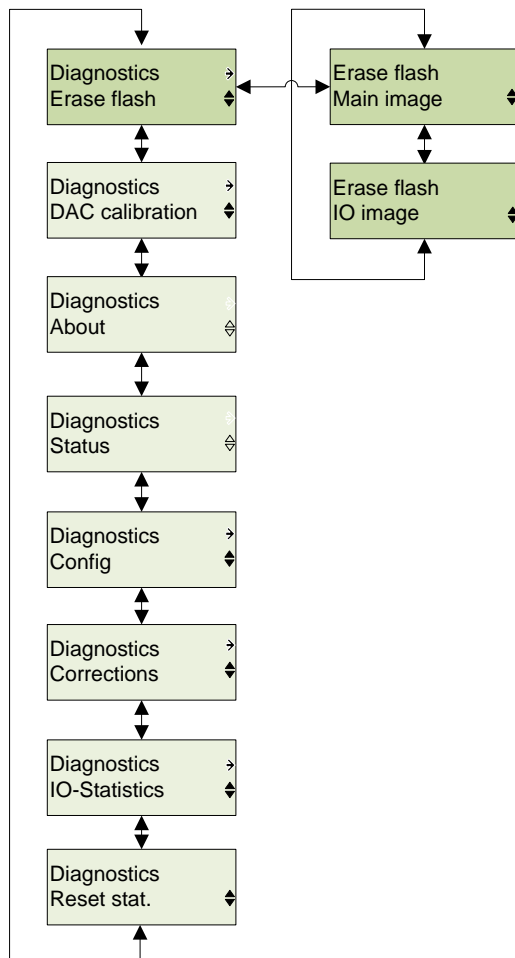 Diagnostics
Erase flash
Erase flash
Main image
Diagnostics
DAC calibration
Erase flash
IO image
Diagnostics
About
Diagnostics
Status
Diagnostics
Config
Diagnostics
Corrections
Diagnostics
IO-Statistics
Diagnostics
Reset stat.